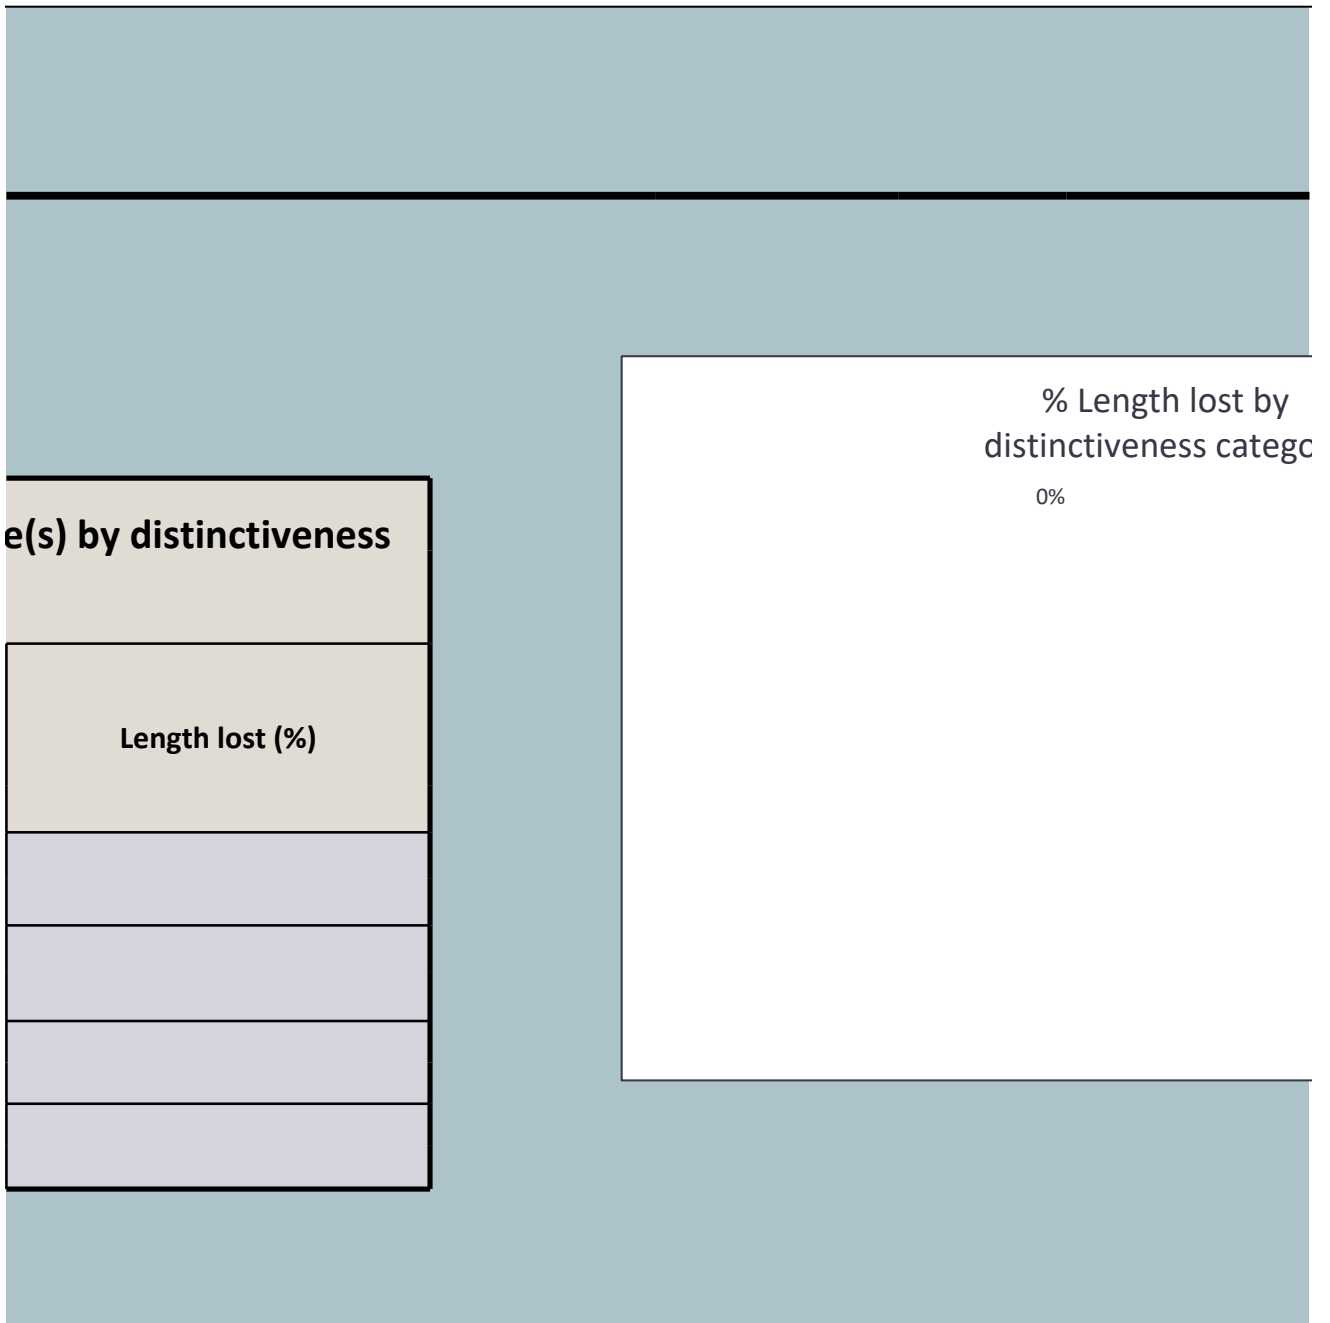 % Length lost by
distinctiveness catego
0%
e(s) by distinctiveness
Length lost (%)